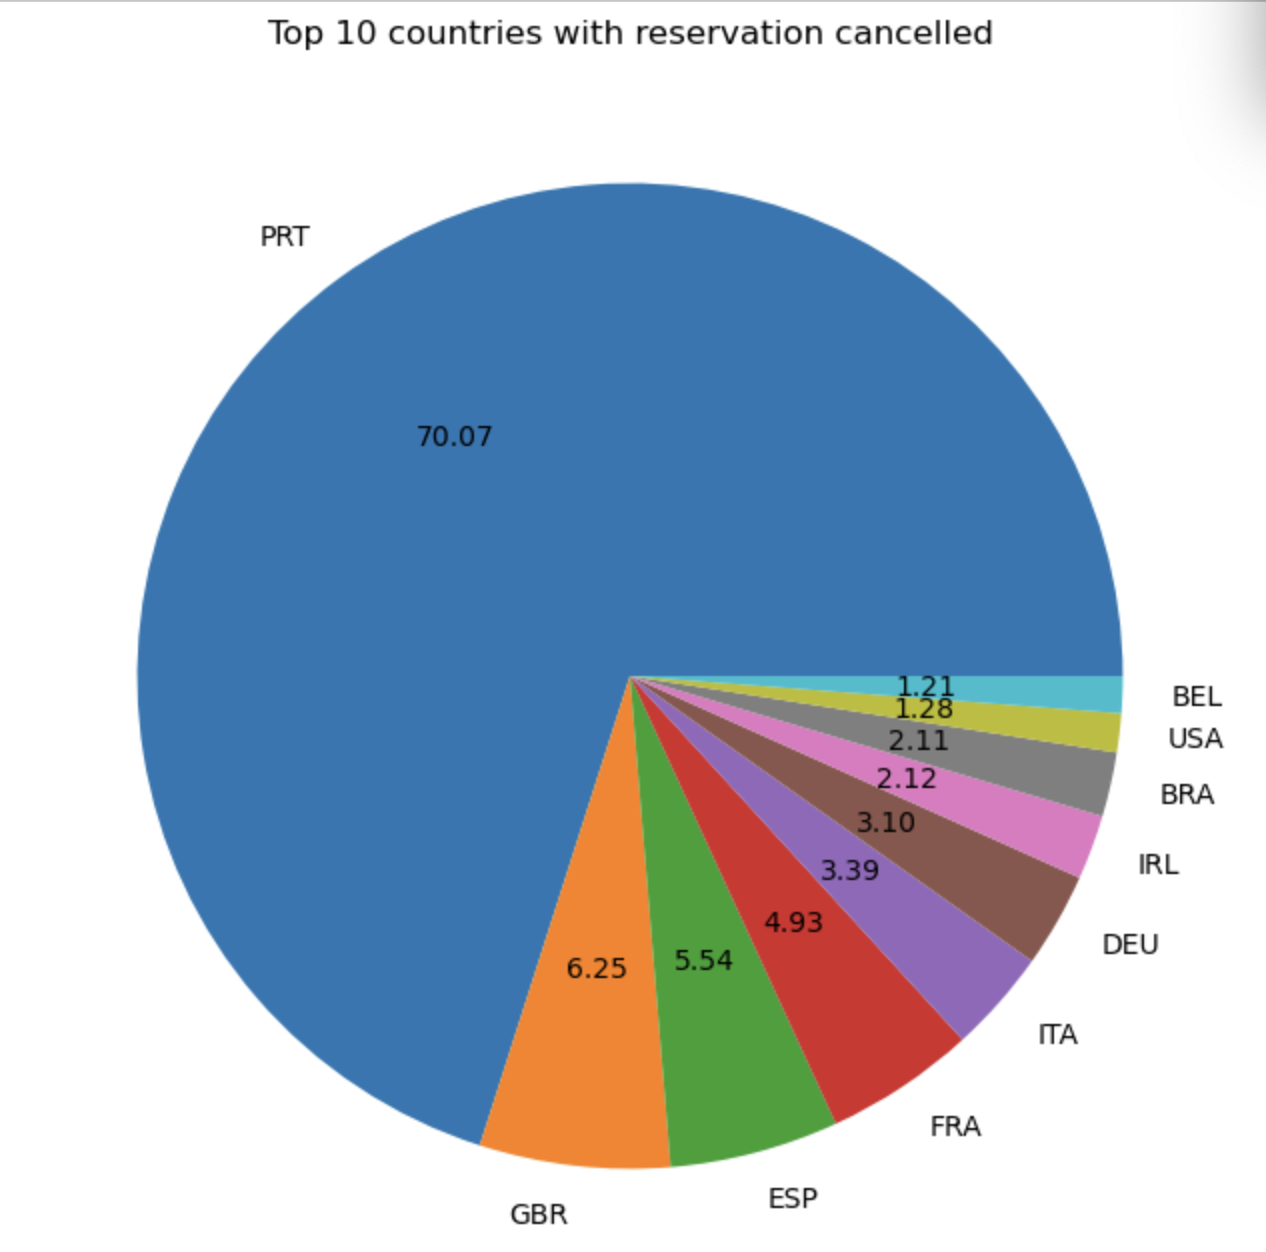 Top 10 countries with reservation cancelled
PRT
70.07
1.21
BEL
1.28
USA
2.11
BRA
2.12
IRL
3.10
DEU
3.39
ITA
4.93
FRA
5.54
ESP
6.25
GBR